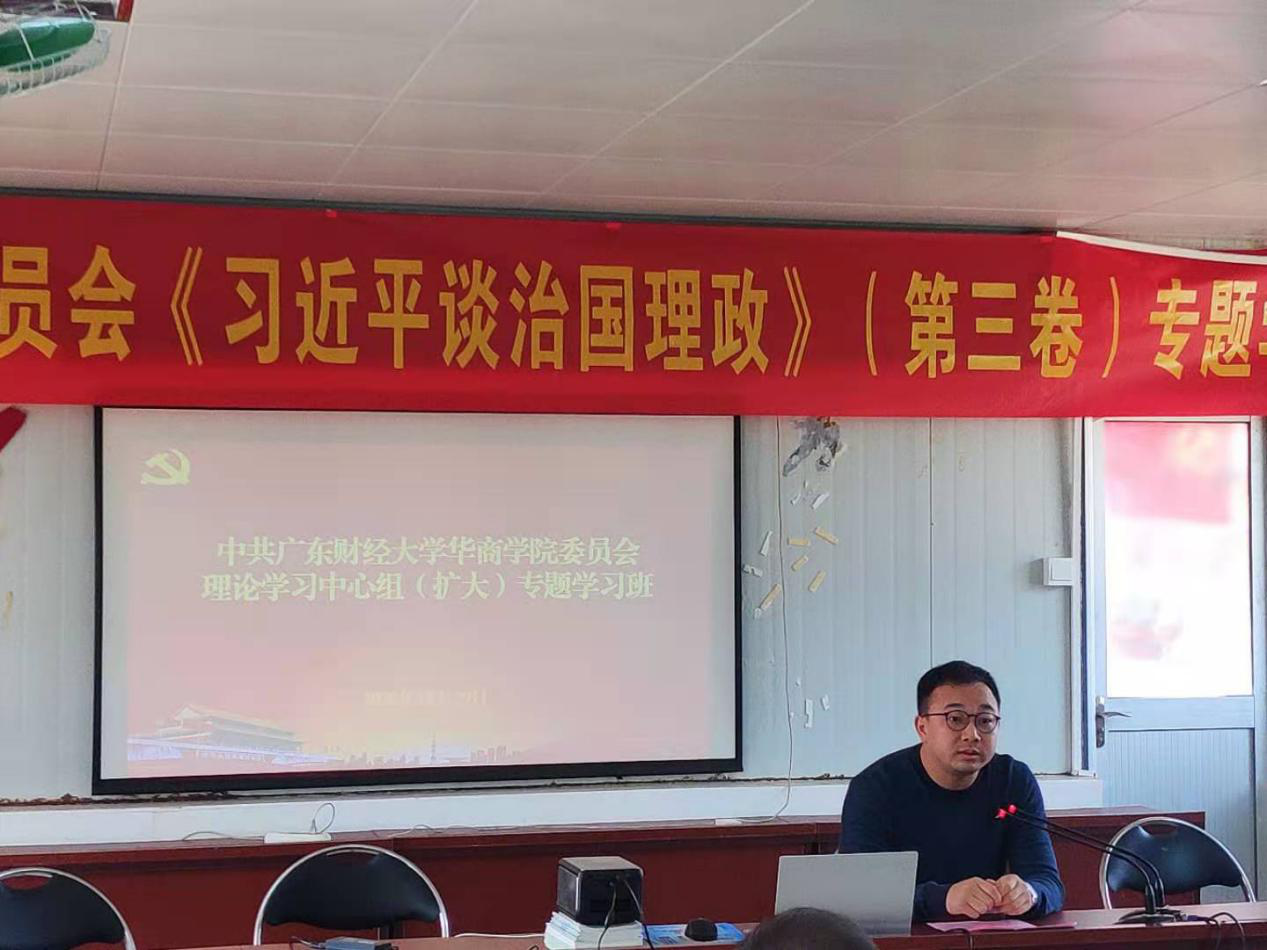 员会《习近平谈治国理政》（第三卷）专题
中共广东财经大学华商学院委员会
理论学习中心组（扩大）专题学习班